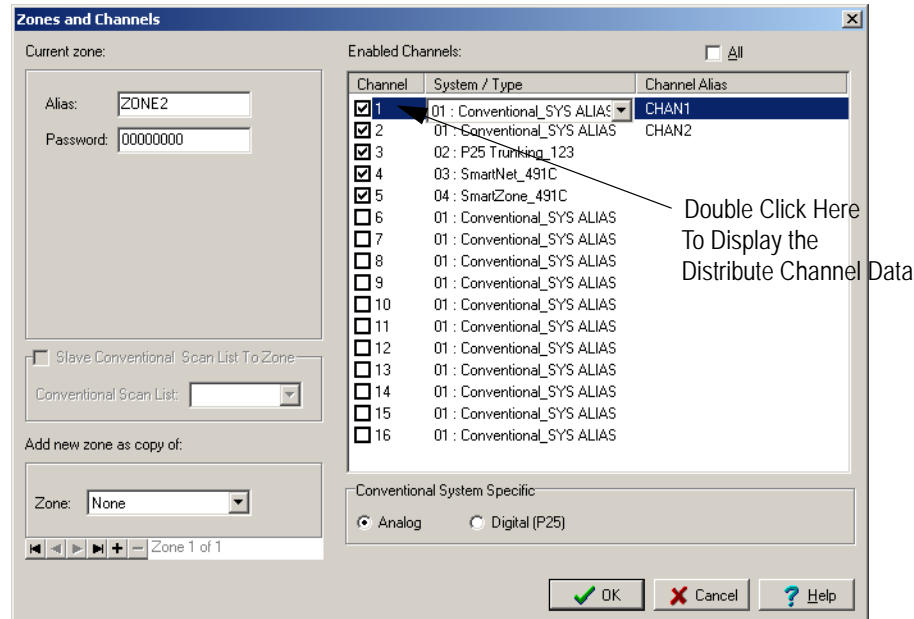 Zones and Channels
Current zone:
Alias: ZONE2
Password: 00000000
Slave Conventional Scan List To Zone
Conventional Scan List:
Add new zone as copy of:
Zone: None
Zone 1 of 1
Enabled Channels:
All
Channel System / Type Channel Alias
1 01 : Conventional_SYS ALIAS CHAN1
2 01 : Conventional_SYS ALIAS CHAN2
3 02 : P25 Trunking_123
4 03 : SmartNet_491C
5 04 : SmartZone_491C
6 01 : Conventional_SYS ALIAS
7 01 : Conventional_SYS ALIAS
8 01 : Conventional_SYS ALIAS
9 01 : Conventional_SYS ALIAS
10 01 : Conventional_SYS ALIAS
11 01 : Conventional_SYS ALIAS
12 01 : Conventional_SYS ALIAS
13 01 : Conventional_SYS ALIAS
14 01 : Conventional_SYS ALIAS
15 01 : Conventional_SYS ALIAS
16 01 : Conventional_SYS ALIAS
Double Click Here
To Display the
Distribute Channel Data
Conventional System Specific
Analog Digital (P25)
OK Cancel Help